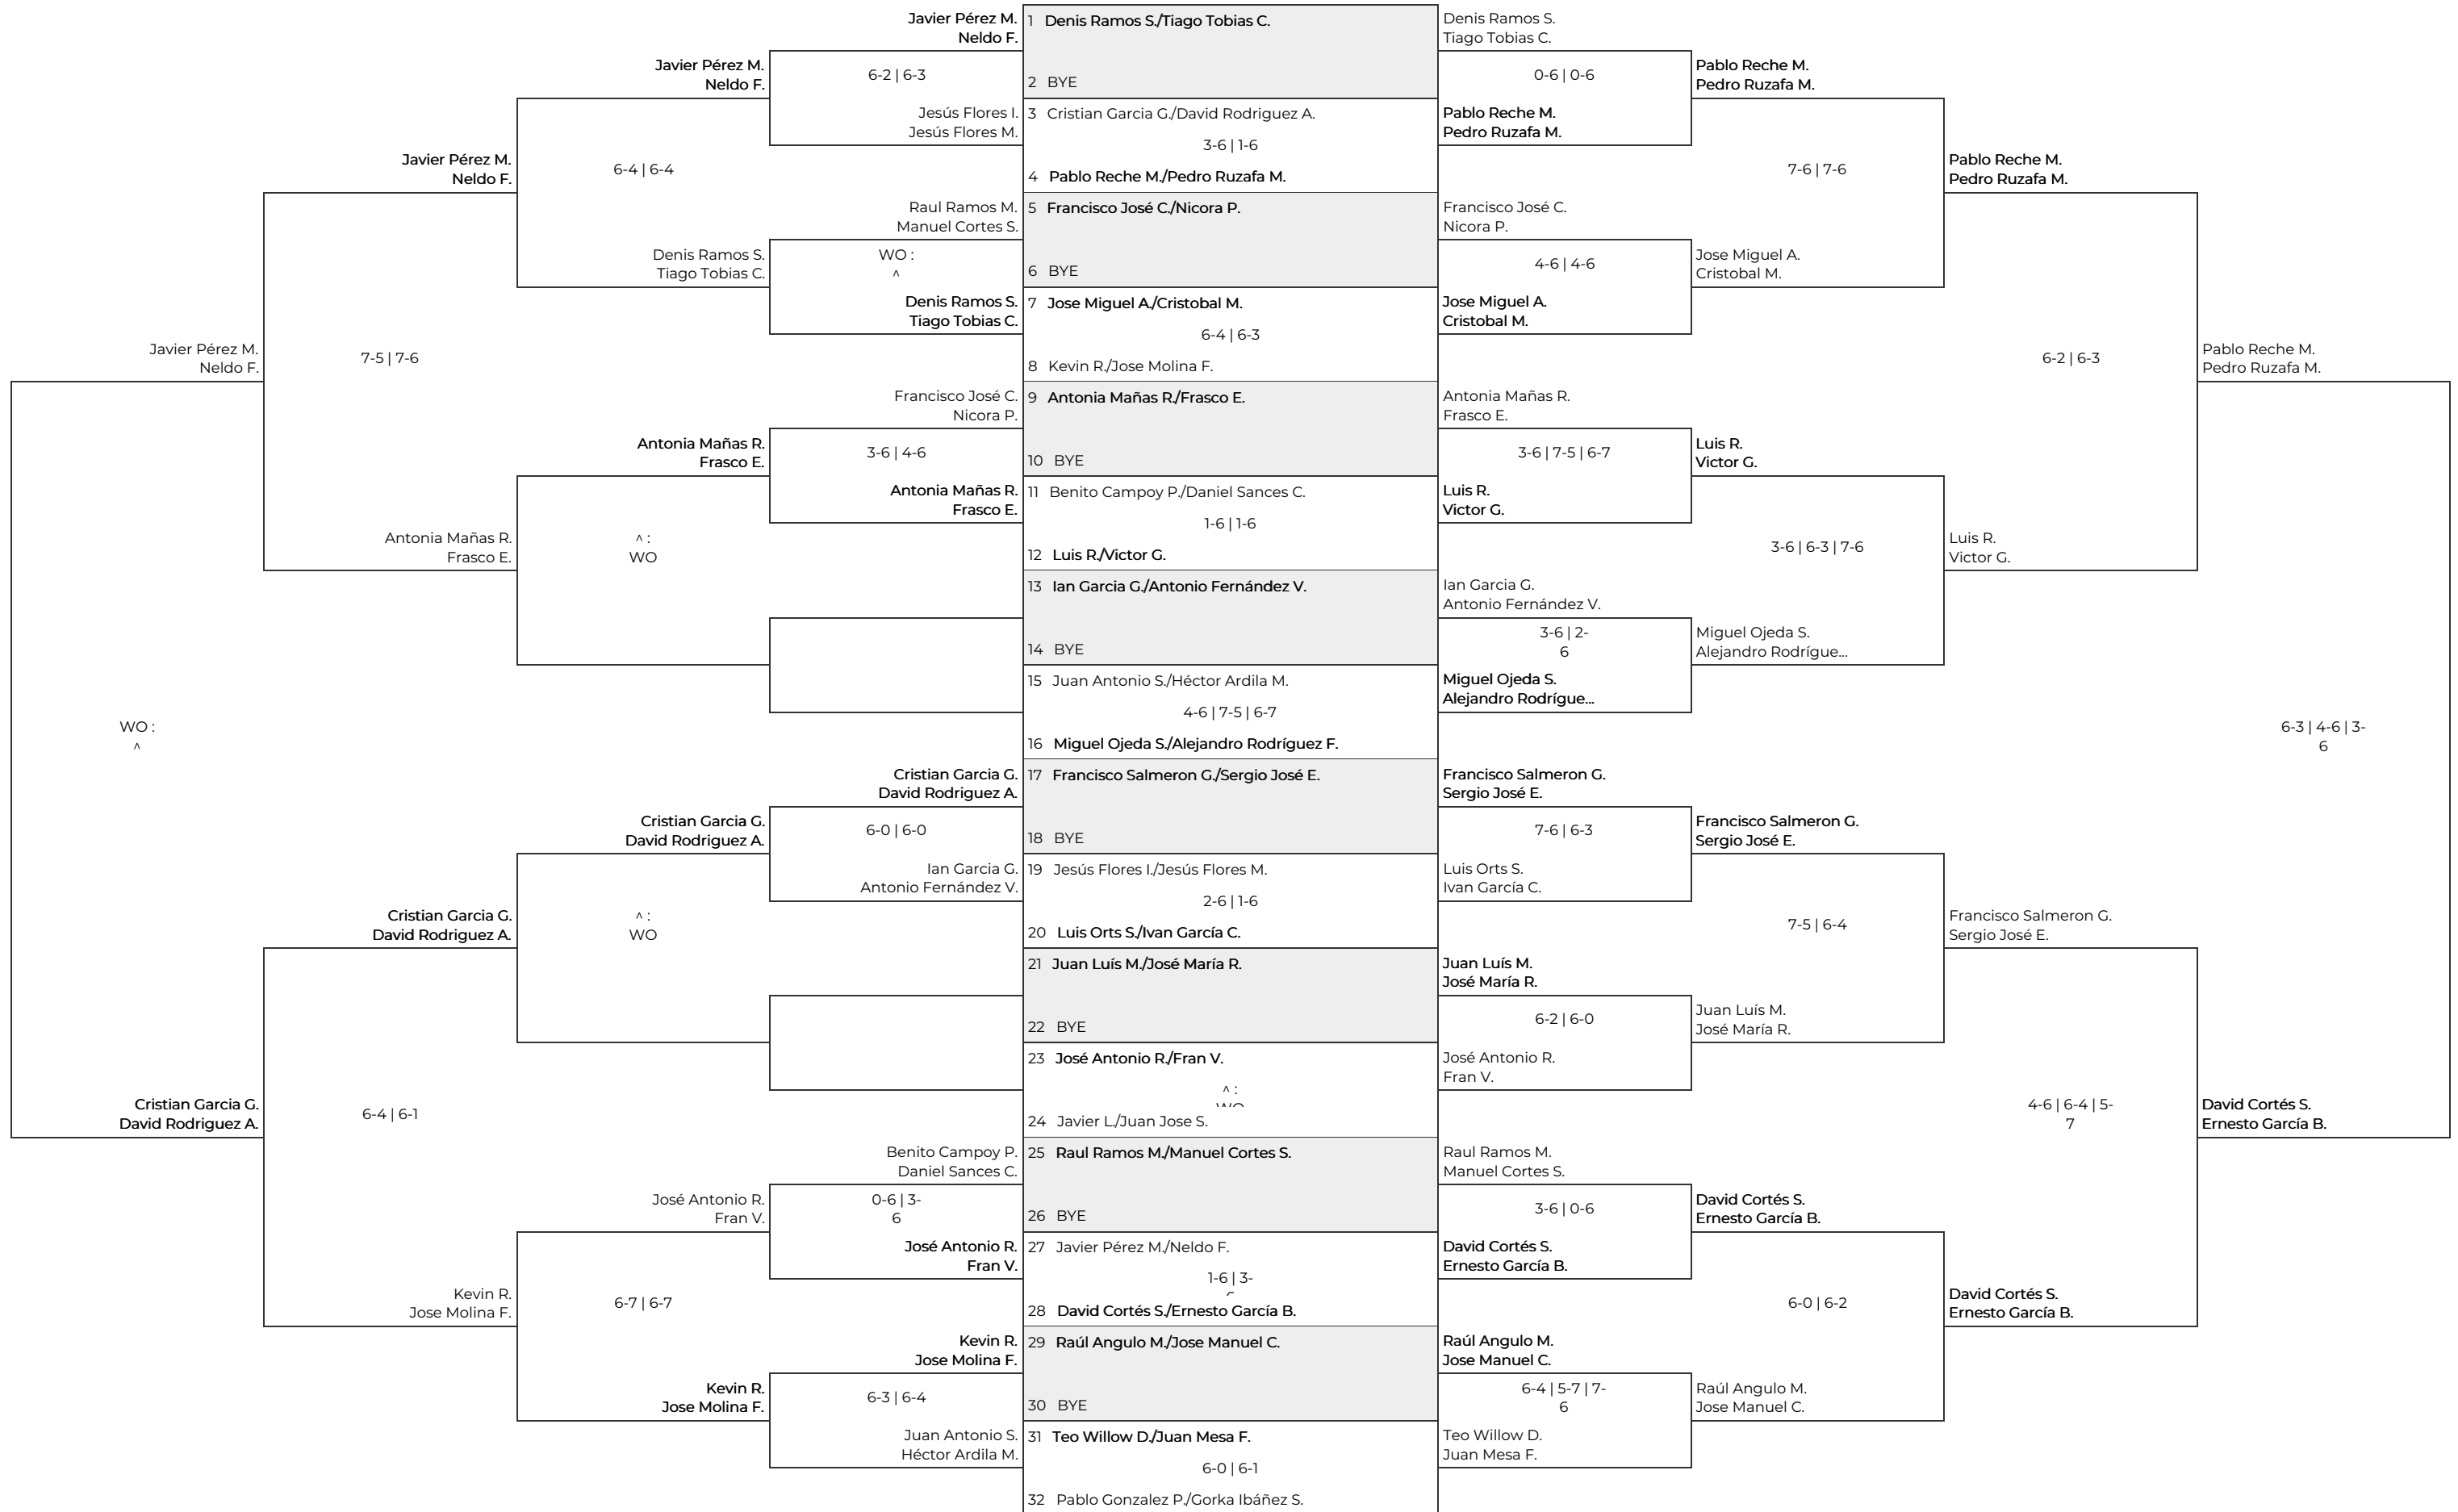 Javier Pérez M.
Neldo F.
6-2 | 6-3
Jesús Flores I.
Jesús Flores M.
Raul Ramos M.
Manuel Cortes S.
WO :
^
Denis Ramos S.
Tiago Tobias C.
Francisco José C.
Nicora P.
3-6 | 4-6
Antonia Mañas R.
Frasco E.
Cristian Garcia G.
David Rodriguez A.
6-0 | 6-0
Ian Garcia G.
Antonio Fernández V.
Benito Campoy P.
Daniel Sances C.
0-6 | 3-
6
José Antonio R.
Fran V.
Kevin R.
Jose Molina F.
6-3 | 6-4
Juan Antonio S.
Héctor Ardila M.
Javier Pérez M.
Neldo F.
6-4 | 6-4
Denis Ramos S.
Tiago Tobias C.
Antonia Mañas R.
Frasco E.
^ :
WO
Cristian Garcia G.
David Rodriguez A.
^ :
WO
José Antonio R.
Fran V.
6-7 | 6-7
Kevin R.
Jose Molina F.
Javier Pérez M.
Neldo F.
7-5 | 7-6
Antonia Mañas R.
Frasco E.
Cristian Garcia G.
David Rodriguez A.
6-4 | 6-1
Kevin R.
Jose Molina F.
Javier Pérez M.
Neldo F.
WO :
^
Cristian Garcia G.
David Rodriguez A.
1 Denis Ramos S./Tiago Tobias C.
2 BYE
3 Cristian Garcia G./David Rodriguez A.
3-6 | 1-6
4 Pablo Reche M./Pedro Ruzafa M.
5 Francisco José C./Nicora P.
6 BYE
7 Jose Miguel A./Cristobal M.
6-4 | 6-3
8 Kevin R./Jose Molina F.
9 Antonia Mañas R./Frasco E.
10 BYE
11 Benito Campoy P./Daniel Sances C.
1-6 | 1-6
12 Luis R./Victor G.
13 Ian Garcia G./Antonio Fernández V.
14 BYE
15 Juan Antonio S./Héctor Ardila M.
4-6 | 7-5 | 6-7
16 Miguel Ojeda S./Alejandro Rodríguez F.
17 Francisco Salmeron G./Sergio José E.
18 BYE
19 Jesús Flores I./Jesús Flores M.
2-6 | 1-6
20 Luis Orts S./Ivan García C.
21 Juan Luís M./José María R.
22 BYE
23 José Antonio R./Fran V.
^ :
24 Javier L./Juan Jose S.
25 Raul Ramos M./Manuel Cortes S.
26 BYE
27 Javier Pérez M./Neldo F.
1-6 | 3-
28 David Cortés S./Ernesto García B.
29 Raúl Angulo M./Jose Manuel C.
30 BYE
31 Teo Willow D./Juan Mesa F.
6-0 | 6-1
32 Pablo Gonzalez P./Gorka Ibáñez S.
Denis Ramos S.
Tiago Tobias C.
0-6 | 0-6
Pablo Reche M.
Pedro Ruzafa M.
Francisco José C.
Nicora P.
4-6 | 4-6
Jose Miguel A.
Cristobal M.
Antonia Mañas R.
Frasco E.
3-6 | 7-5 | 6-7
Luis R.
Victor G.
Ian Garcia G.
Antonio Fernández V.
3-6 | 2-
6
Miguel Ojeda S.
Alejandro Rodrígue...
Francisco Salmeron G.
Sergio José E.
7-6 | 6-3
Luis Orts S.
Ivan García C.
Juan Luís M.
José María R.
6-2 | 6-0
José Antonio R.
Fran V.
Raul Ramos M.
Manuel Cortes S.
3-6 | 0-6
David Cortés S.
Ernesto García B.
Raúl Angulo M.
Jose Manuel C.
6-4 | 5-7 | 7-
6
Teo Willow D.
Juan Mesa F.
Pablo Reche M.
Pedro Ruzafa M.
7-6 | 7-6
Jose Miguel A.
Cristobal M.
Luis R.
Victor G.
3-6 | 6-3 | 7-6
Miguel Ojeda S.
Alejandro Rodrígue...
Francisco Salmeron G.
Sergio José E.
7-5 | 6-4
Juan Luís M.
José María R.
David Cortés S.
Ernesto García B.
6-0 | 6-2
Raúl Angulo M.
Jose Manuel C.
Pablo Reche M.
Pedro Ruzafa M.
6-2 | 6-3
Luis R.
Victor G.
Francisco Salmeron G.
Sergio José E.
4-6 | 6-4 | 5-
7
David Cortés S.
Ernesto García B.
Pablo Reche M.
Pedro Ruzafa M.
6-3 | 4-6 | 3-
6
David Cortés S.
Ernesto García B.